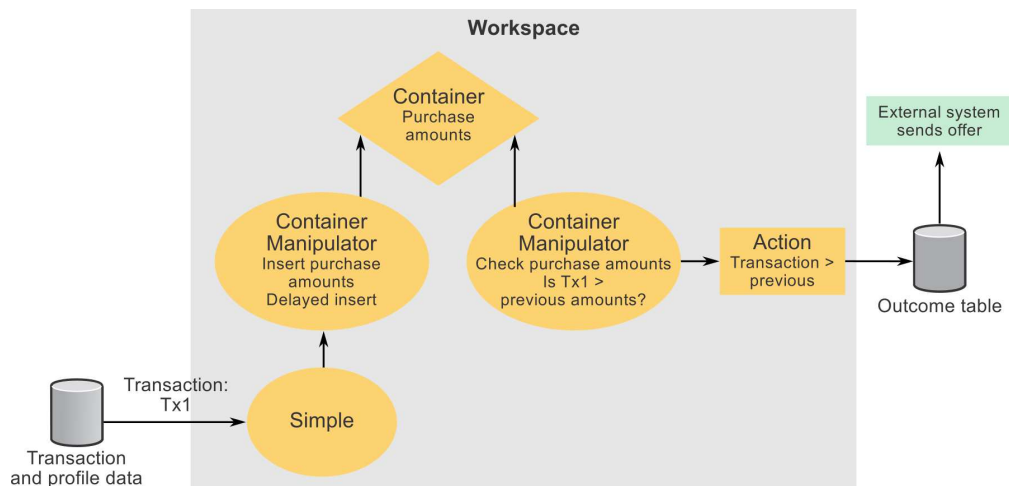 Workspace
Container
Purchase
amounts
External system
sends offer
Container
Manipulator
Insert purchase
amounts
Delayed insert
Container
Manipulator
Check purchase amounts
Is Tx1 >
previous amounts?
Action
Transaction >
previous
Outcome table
Transaction:
Tx1
Simple
Transaction
and profile data